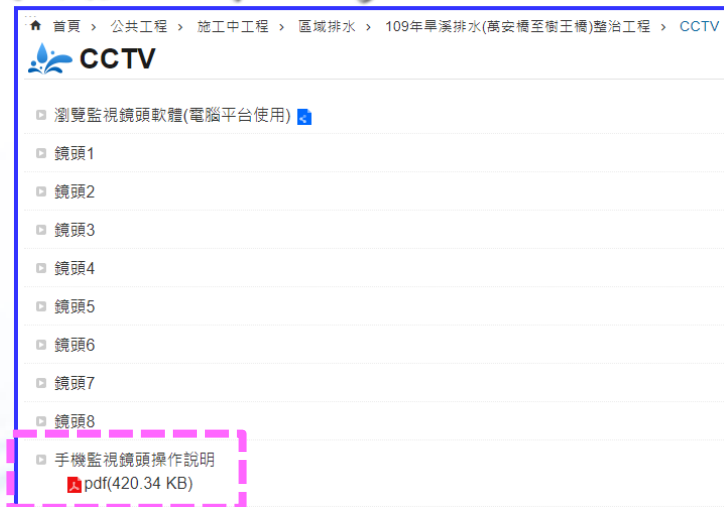 首頁 › 公共工程 › 施工中工程 › 區域排水 › 109年旱溪排水(萬安橋至樹王橋)整治工程 › CCTV
CCTV
瀏覽監視鏡頭軟體(電腦平台使用)
鏡頭1
鏡頭2
鏡頭3
鏡頭4
鏡頭5
鏡頭6
鏡頭7
鏡頭8
手機監視鏡頭操作說明
pdf(420.34 KB)